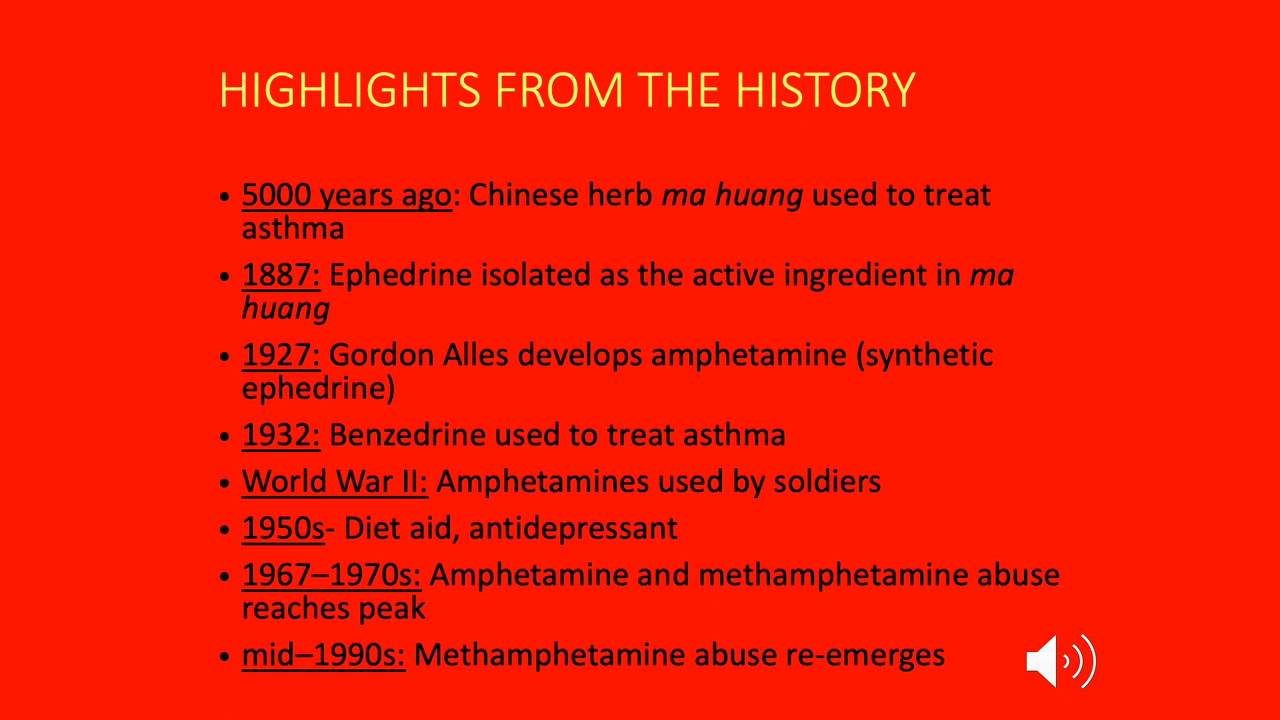 HIGHLIGHTS FROM THE HISTORY
• 5000 years ago: Chinese herb ma huang used to treat
asthma
• 1887: Ephedrine isolated as the active ingredient in ma
huang
• 1927: Gordon Alles develops amphetamine (synthetic
ephedrine)
• 1932: Benzedrine used to treat asthma
• World War II: Amphetamines used by soldiers
• 1950s- Diet aid, antidepressant
• 1967–1970s: Amphetamine and methamphetamine abuse
reaches peak
• mid–1990s: Methamphetamine abuse re-emerges